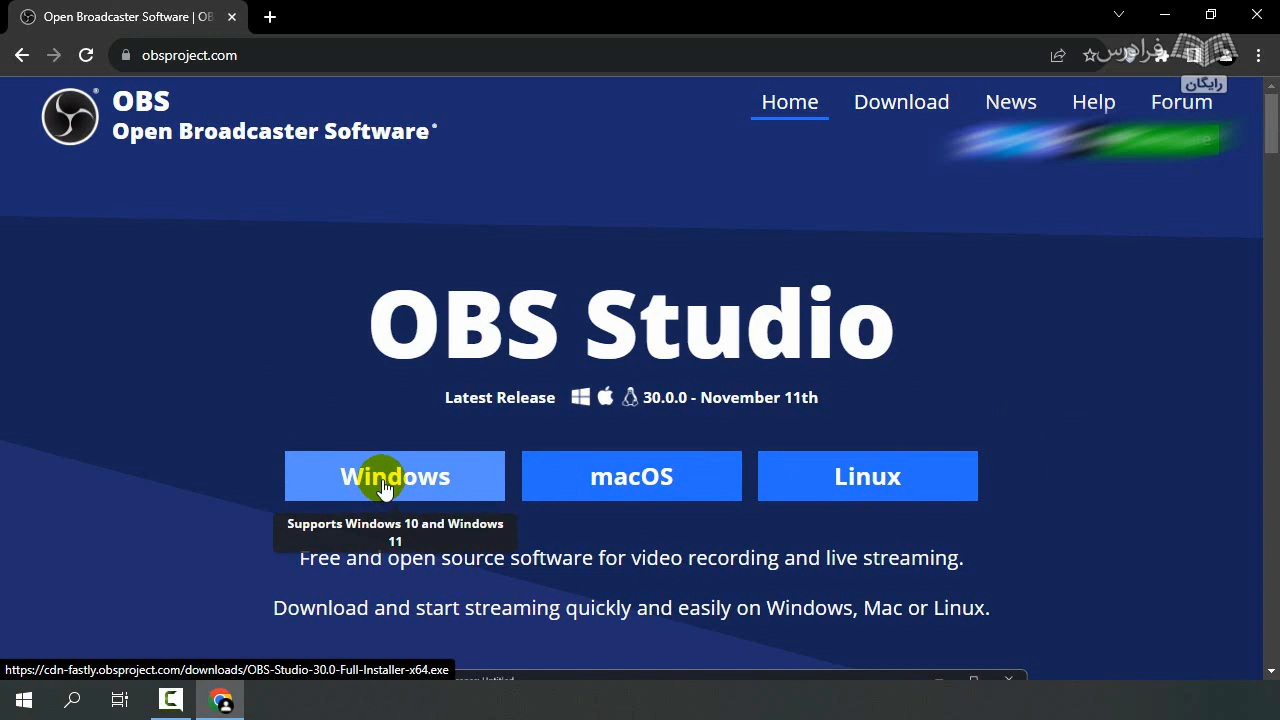 Open Broadcaster Software | OB
obsproject.com
فرادرس
رایگان
OBS
Open Broadcaster Software
Home Download News Help Forum
OBS Studio
Latest Release 30.0.0 - November 11th
Windows macOS Linux
Supports Windows 10 and Windows
11
Free and open source software for video recording and live streaming.
Download and start streaming quickly and easily on Windows, Mac or Linux.
https://cdn-fastly.obsproject.com/downloads/OBS-Studio-30.0-Full-Installer-x64.exe